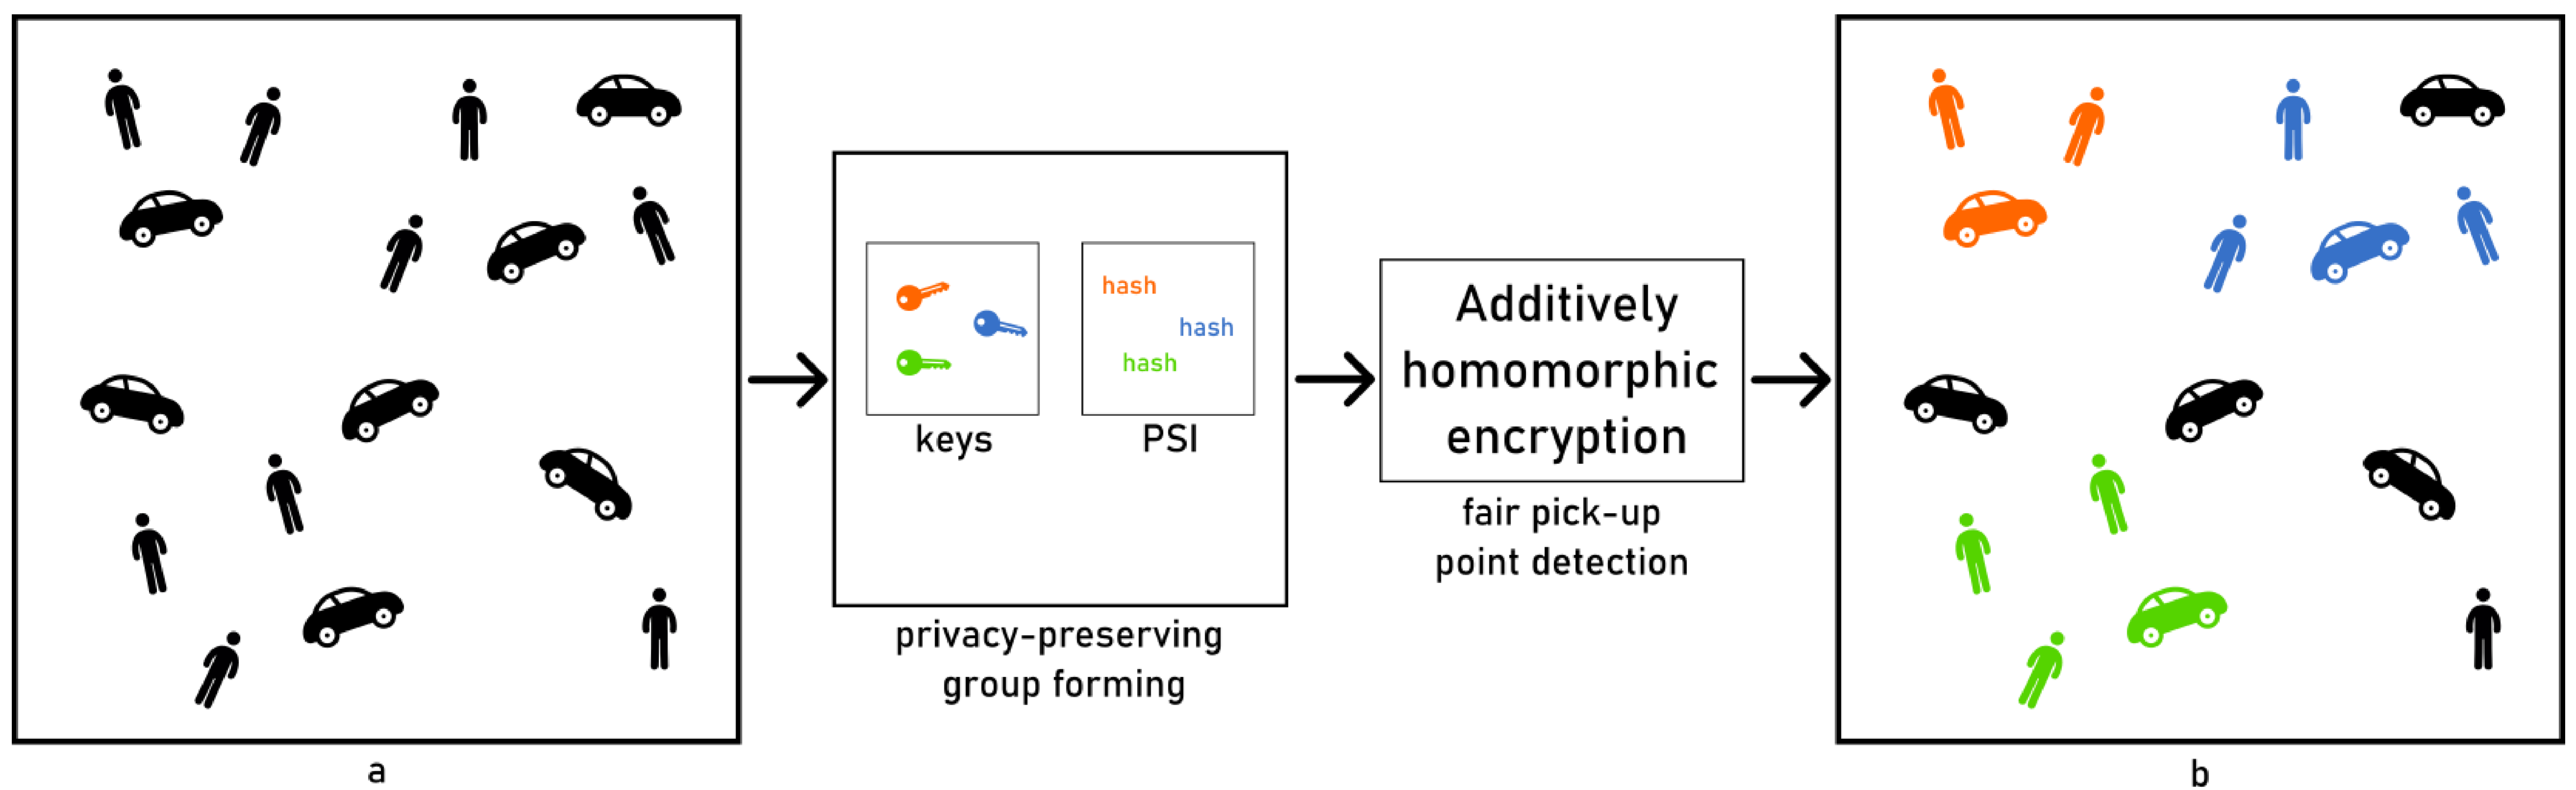 hash
hash
hash
keys
PSI
privacy-preserving
group forming
Additively
homomorphic
encryption
fair pick-up
point detection
a
b